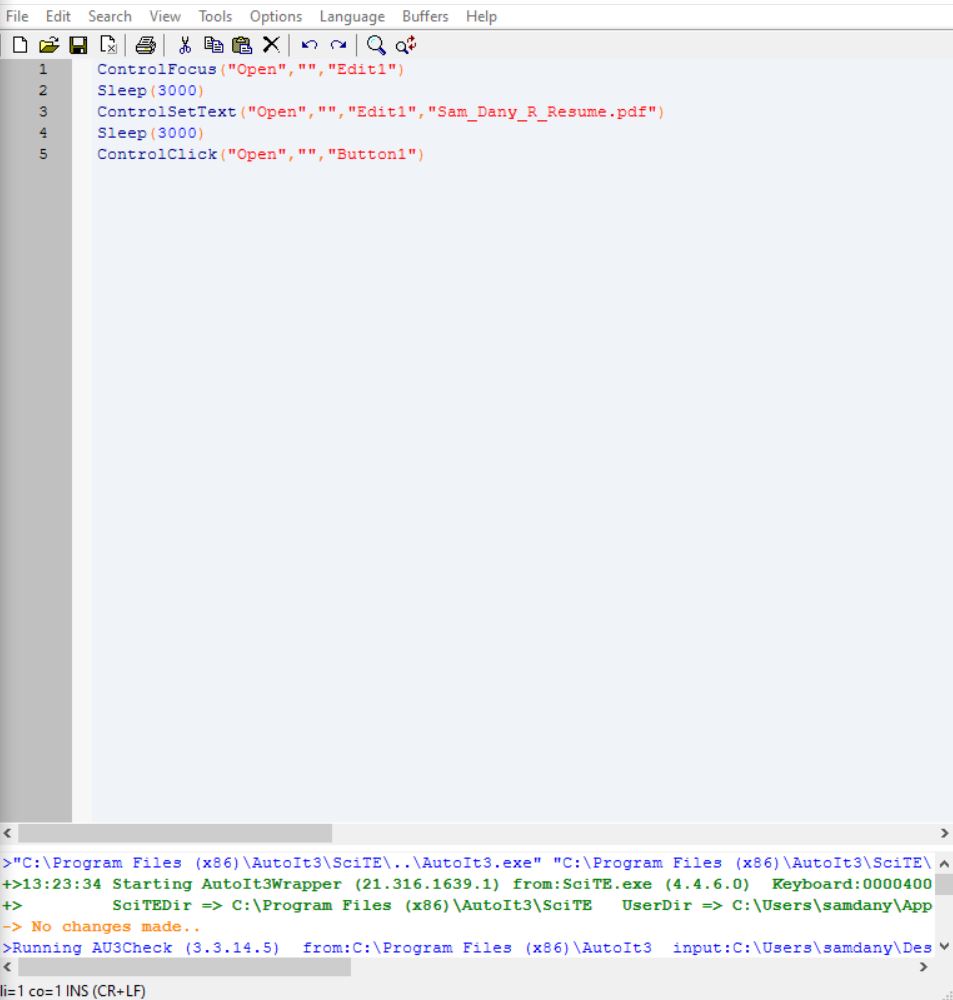 File Edit Search View Tools Options Language Buffers Help
1 ControlFocus("Open","","Edit1")
2 Sleep(3000)
3 ControlSetText("Open","","Edit1","Sam_Dany_R_Resume.pdf")
4 Sleep(3000)
5 ControlClick("Open","","Button1")
>"C:\Program Files (x86)\AutoIt3\SciTE\..\AutoIt3.exe" "C:\Program Files (x86)\AutoIt3\SciTE\
+>13:23:34 Starting AutoIt3Wrapper (21.316.1639.1) from:SciTE.exe (4.4.6.0) Keyboard:0000400
+> SciTEDir => C:\Program Files (x86)\AutoIt3\SciTE UserDir => C:\Users\samdany\App
-> No changes made..
>Running AU3Check (3.3.14.5) from:C:\Program Files (x86)\AutoIt3 input:C:\Users\samdany\Des
li=1 co=1 INS (CR+LF)